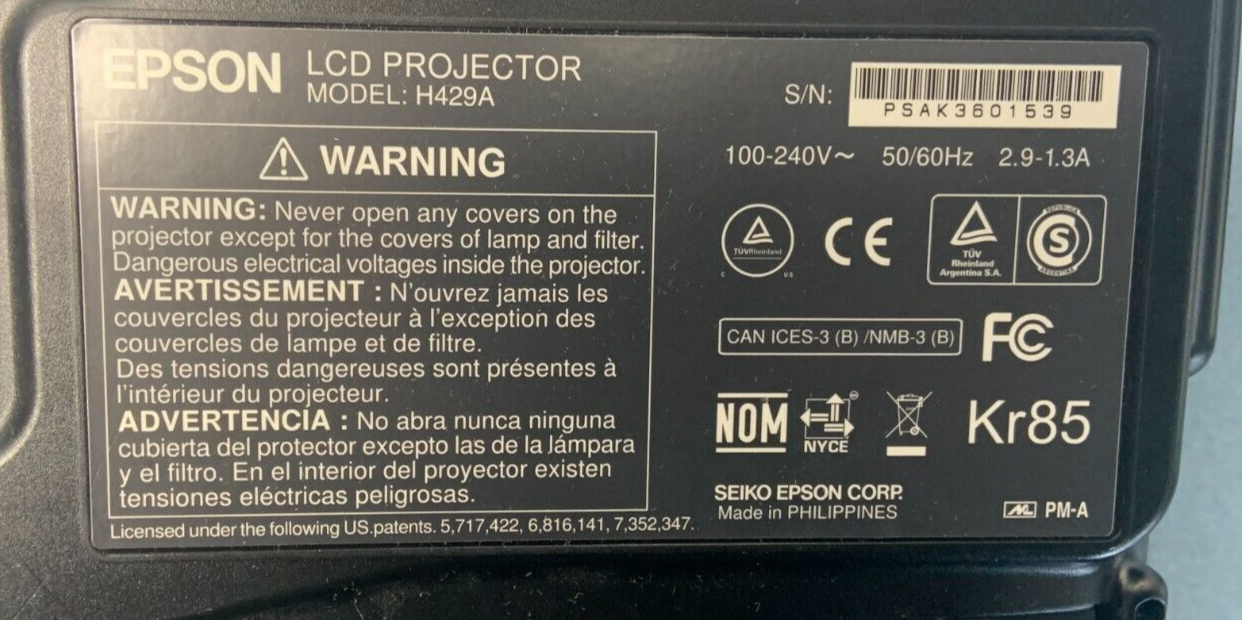 EPSON
LCD PROJECTOR
MODEL: H429A
S/N:
PSAK3601539
100-240V~ 50/60Hz 2.9-1.3A
WARNING
WARNING: Never open any covers on the
projector except for the covers of lamp and filter.
Dangerous electrical voltages inside the projector.
AVERTISSEMENT : N'ouvrez jamais les
couvercles du projecteur à l'exception des
couvercles de lampe et de filtre.
Des tensions dangereuses sont présentes à
l'intérieur du projecteur.
ADVERTENCIA : No abra nunca ninguna
cubierta del protector excepto las de la lámpara
y el filtro. En el interior del proyector existen
tensiones eléctricas peligrosas.
Licensed under the following US.patents. 5,717,422, 6,816,141, 7,352,347.
TÜVRheinland
C US
CE
TÜV
Rheinland
Argentina S.A.
REPUBLICA
S
ARGENTINA
CAN ICES-3 (B) /NMB-3 (B)
FC
NOM
NYCE
Kr85
SEIKO EPSON CORP.
Made in PHILIPPINES
ML PM-A